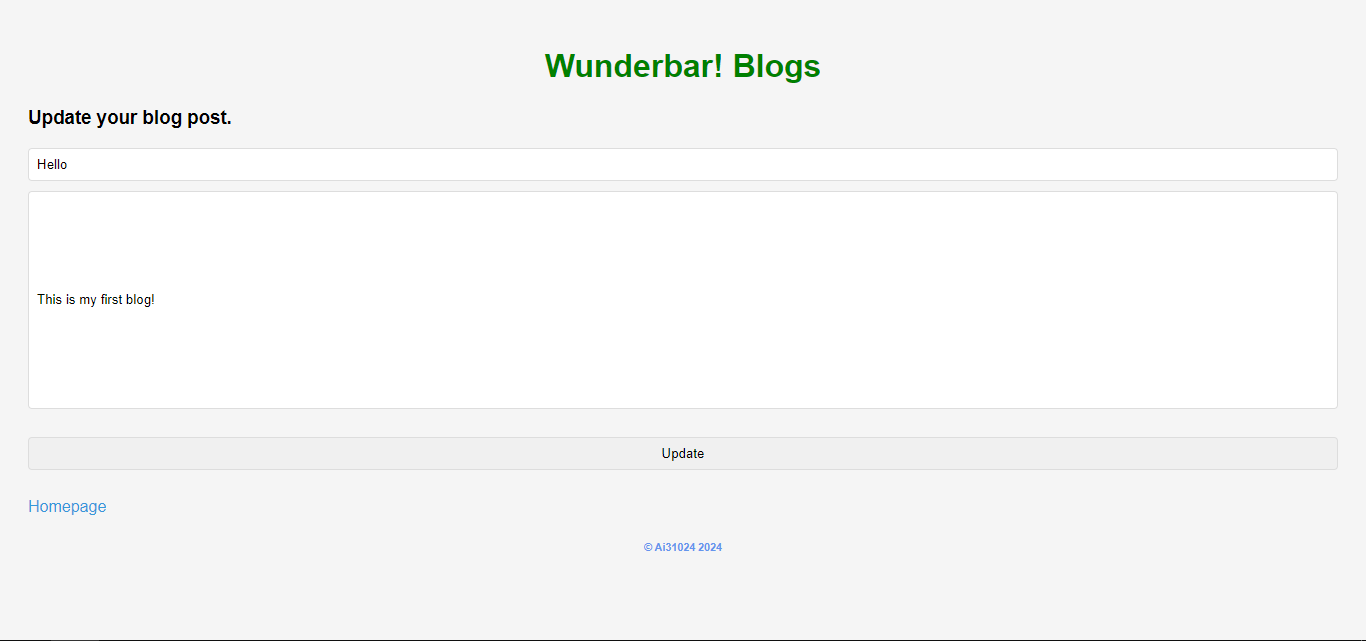 Wunderbar! Blogs
Update your blog post.
Hello
This is my first blog!
Update
Homepage
© Ai31024 2024